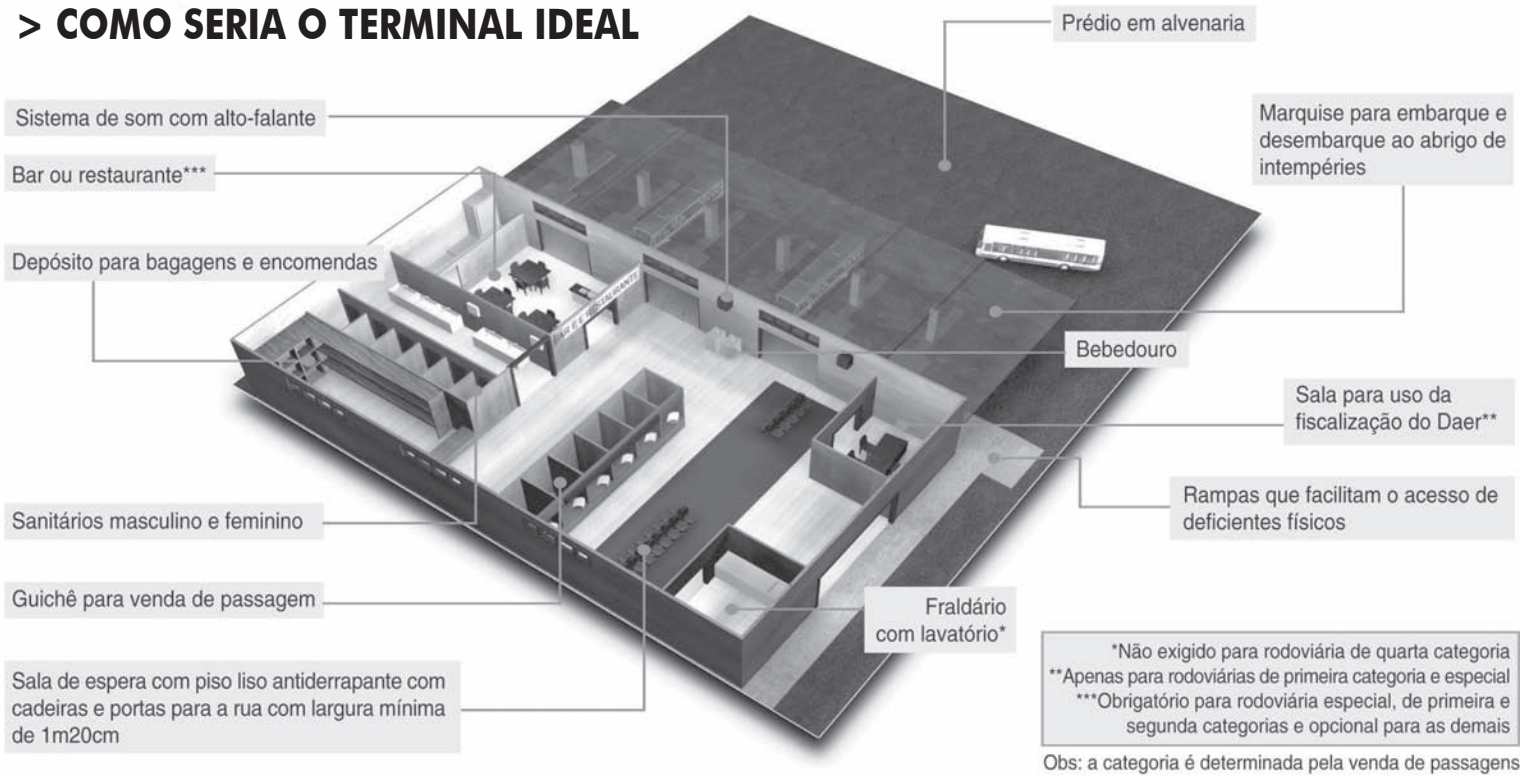 > COMO SERIA O TERMINAL IDEAL
Prédio em alvenaria
Sistema de som com alto-falante
Marquise para embarque e
desembarque ao abrigo de
intempéries
Bar ou restaurante***
Depósito para bagagens e encomendas
BAR E RESTAURANTE
Bebedouro
Sala para uso da
fiscalização do Daer**
Rampas que facilitam o acesso de
deficientes físicos
Sanitários masculino e feminino
Guichê para venda de passagem
Fraldário
com lavatório*
Sala de espera com piso liso antiderrapante com
cadeiras e portas para a rua com largura mínima
de 1m20cm
*Não exigido para rodoviária de quarta categoria
**Apenas para rodoviárias de primeira categoria e especial
***Obrigatório para rodoviária especial, de primeira e
segunda categorias e opcional para as demais
Obs: a categoria é determinada pela venda de passagens